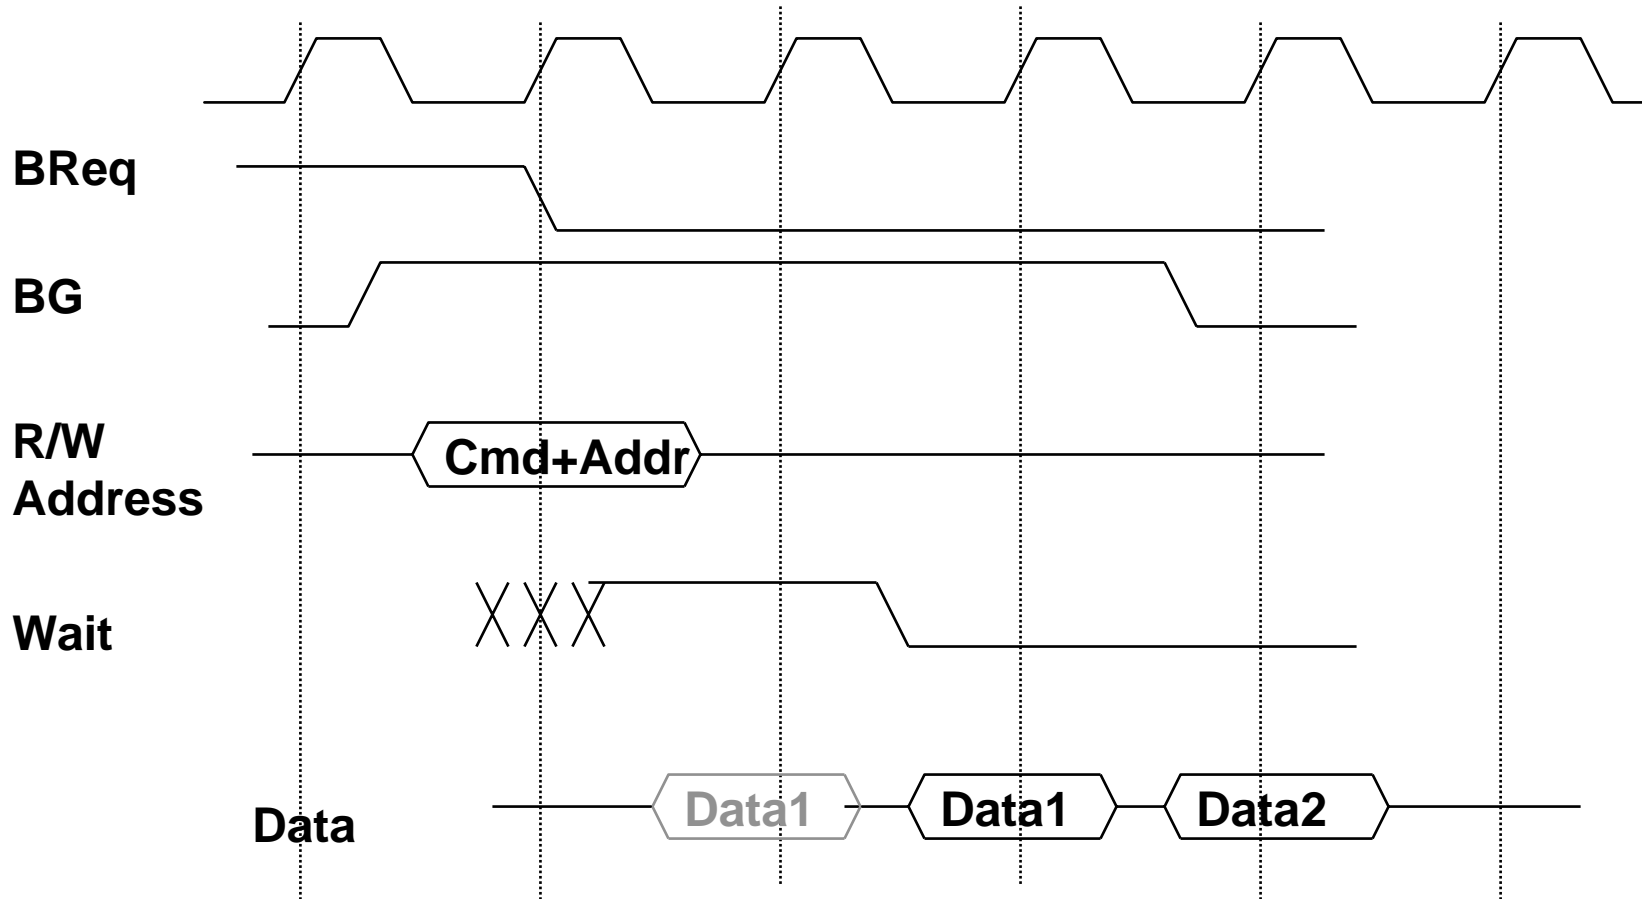 BReq
BG
R/W
Address
Cmd+Addr
Wait
Data
Data1
Data1
Data2